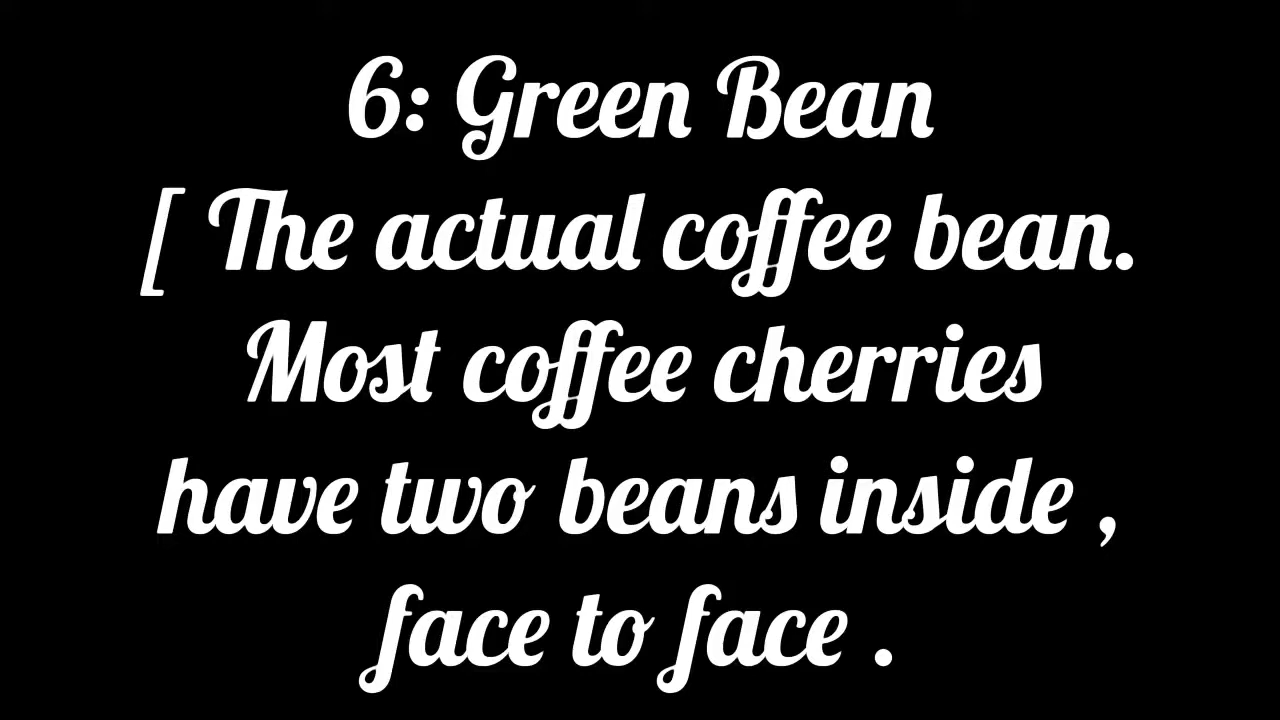 6: Green Bean
[ The actual coffee bean.
Most coffee cherries
have two beans inside ,
face to face .